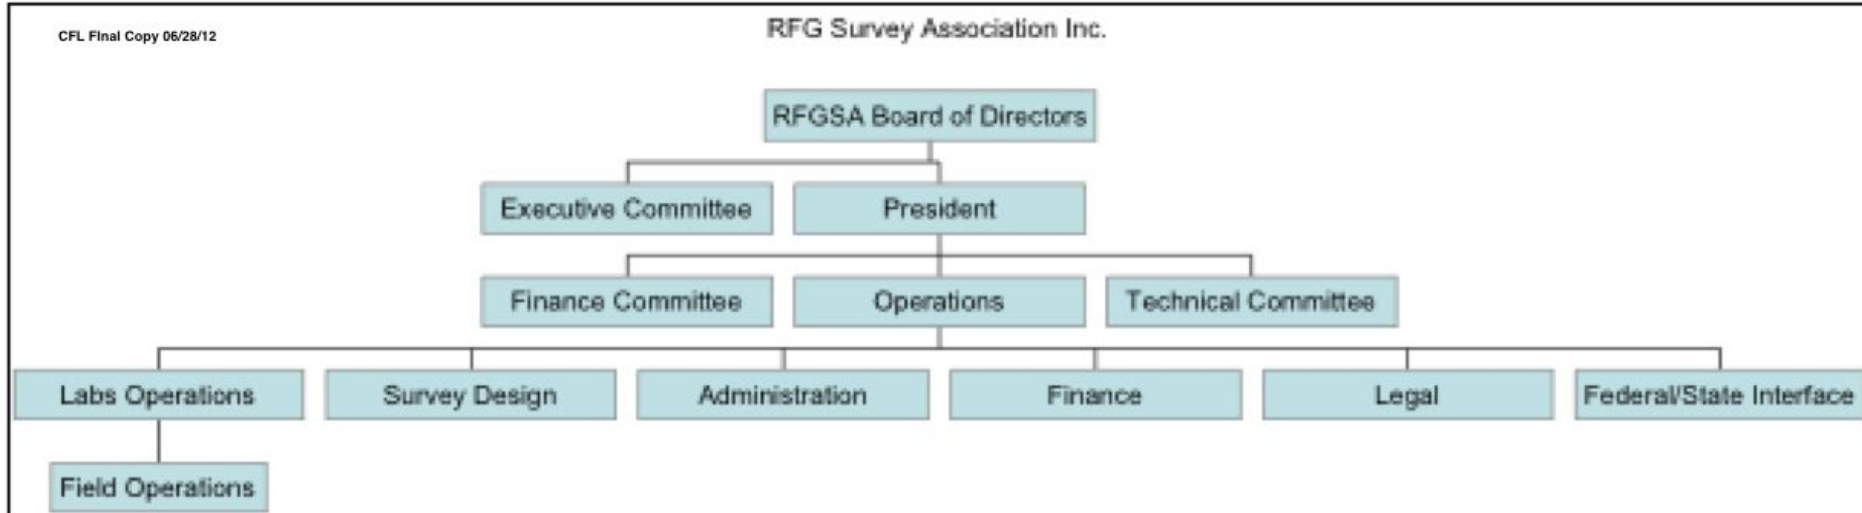 CFL FInal Copy 06/28/12
RFG Survey Association Inc.
RFGSA Board of Directors
Executive Committee
President
Finance Committee
Operations
Technical Committee
Labs Operations
Survey Design
Administration
Finance
Legal
Federal/State Interface
Field Operations